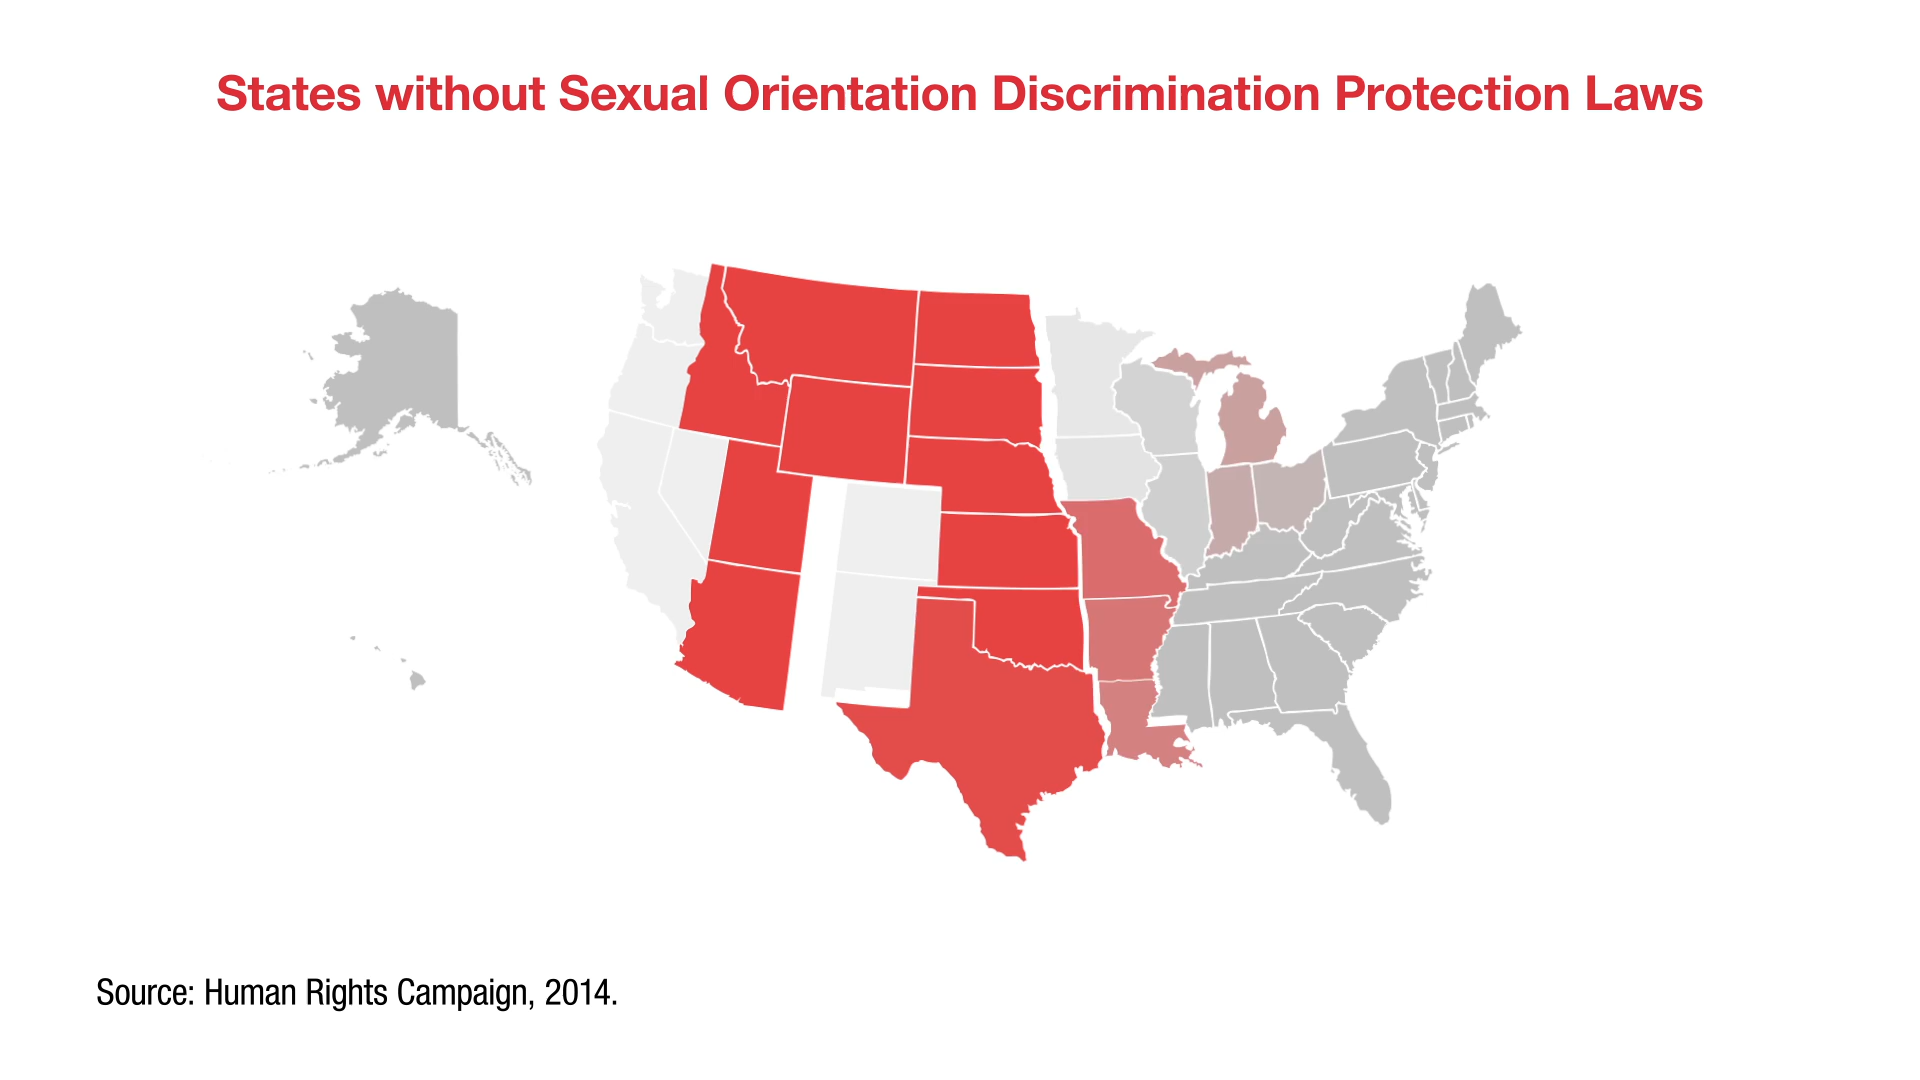 States without Sexual Orientation Discrimination Protection Laws
Source: Human Rights Campaign, 2014.